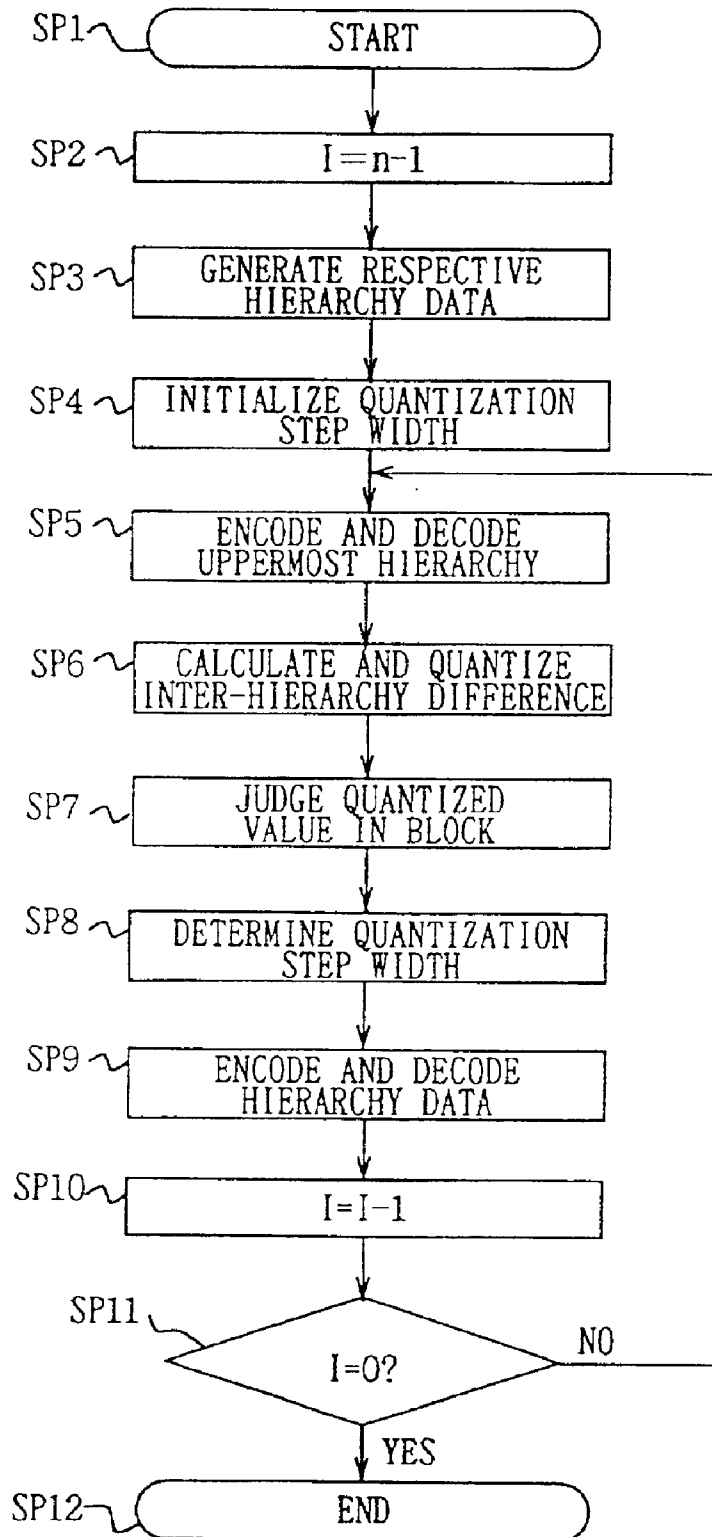 SP1
START
SP2
I=n-1
SP3
GENERATE RESPECTIVE
HIERARCHY DATA
SP4
INITIALIZE QUANTIZATION
STEP WIDTH
SP5
ENCODE AND DECODE
UPPERMOST HIERARCHY
SP6
CALCULATE AND QUANTIZE
INTER-HIERARCHY DIFFERENCE
SP7
JUDGE QUANTIZED
VALUE IN BLOCK
SP8
DETERMINE QUANTIZATION
STEP WIDTH
SP9
ENCODE AND DECODE
HIERARCHY DATA
SP10
I=I-1
SP11
I=0?
NO
YES
SP12
END